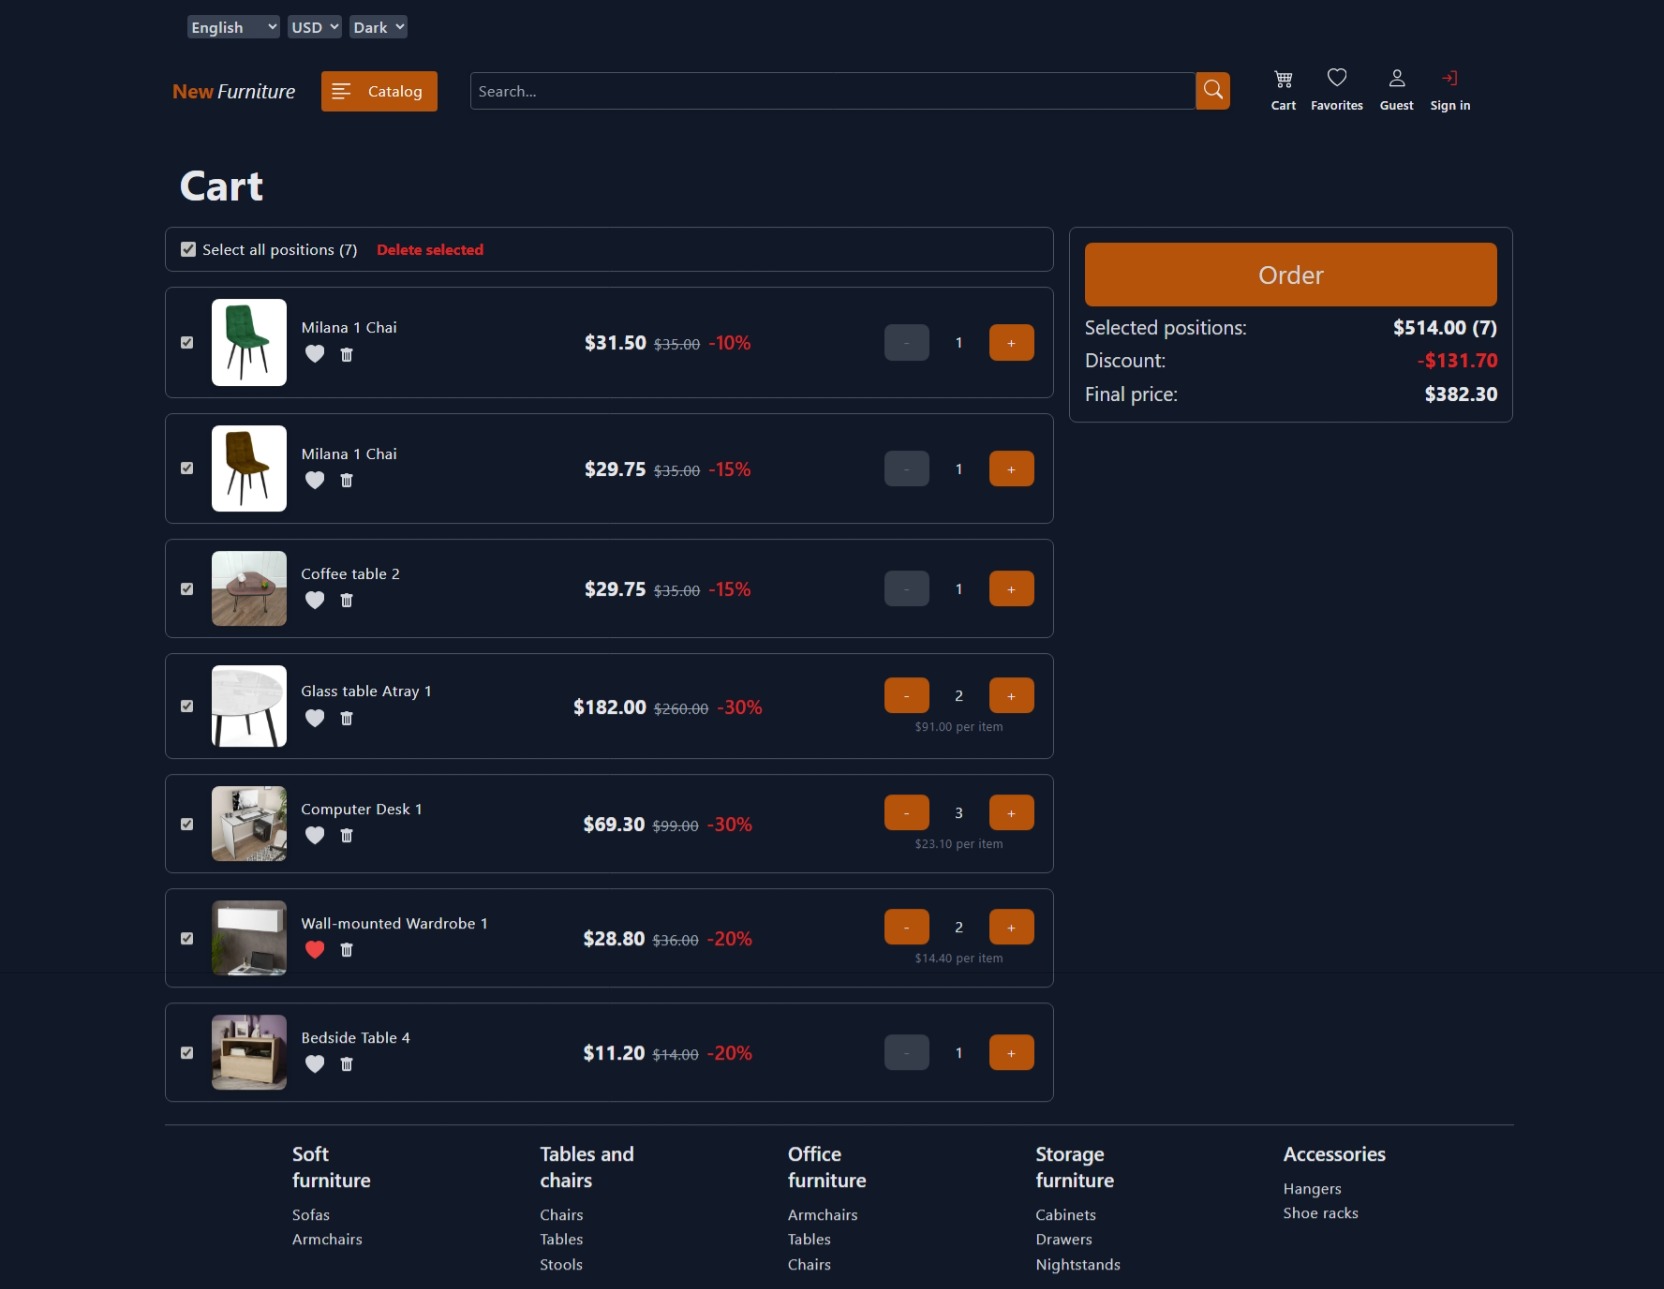 English USD Dark
New Furniture Catalog Search... Cart Favorites Guest Sign in
Cart
Select all positions (7) Delete selected
Order
Selected positions: $514.00 (7)
Discount: -$131.70
Final price: $382.30
Milana 1 Chai
$31.50 $35.00 -10% - 1 +
Milana 1 Chai
$29.75 $35.00 -15% - 1 +
Coffee table 2
$29.75 $35.00 -15% - 1 +
Glass table Atray 1
$182.00 $260.00 -30% - 2 +
$91.00 per item
Computer Desk 1
$69.30 $99.00 -30% - 3 +
$23.10 per item
Wall-mounted Wardrobe 1
$28.80 $36.00 -20% - 2 +
$14.40 per item
Bedside Table 4
$11.20 $14.00 -20% - 1 +
Soft
furniture
Sofas
Armchairs
Tables and
chairs
Chairs
Tables
Stools
Office
furniture
Armchairs
Tables
Chairs
Storage
furniture
Cabinets
Drawers
Nightstands
Accessories
Hangers
Shoe racks